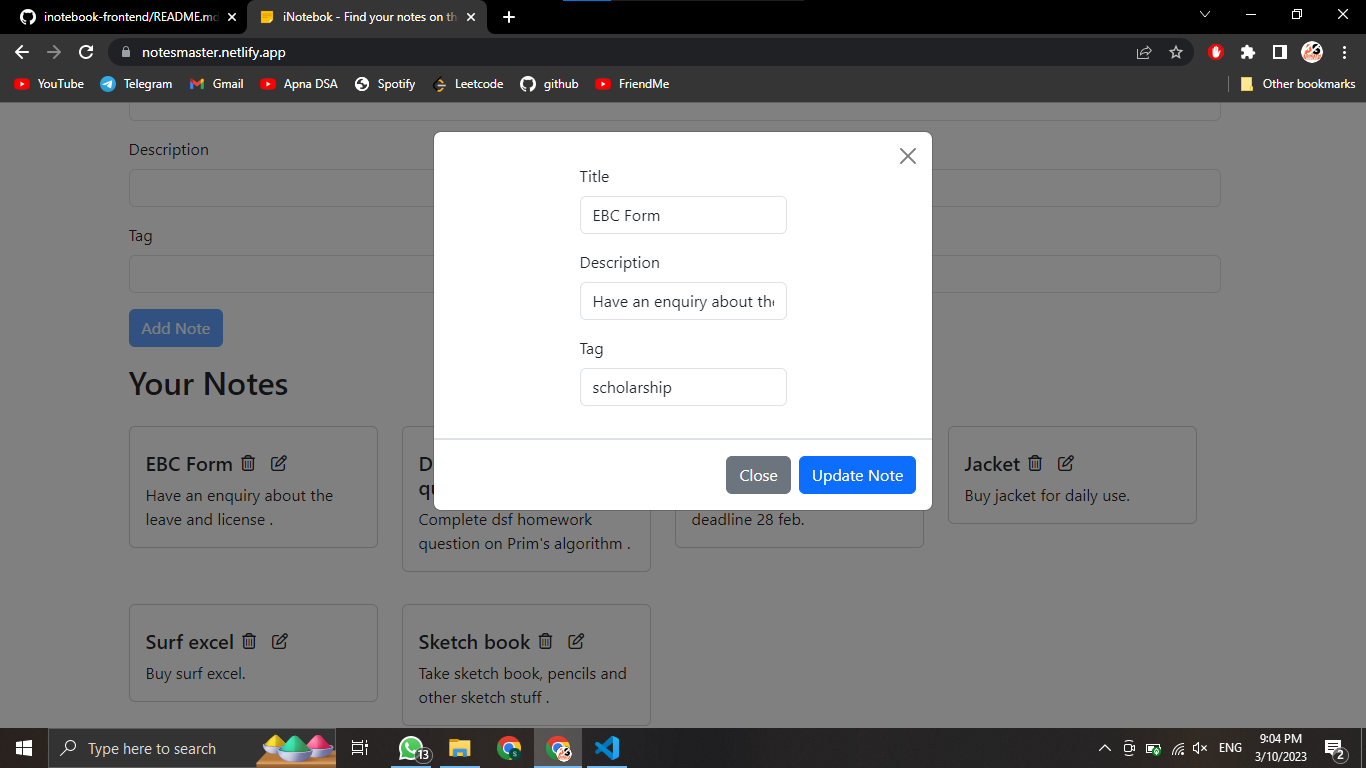 inotebook-frontend/README.md
iNotebok - Find your notes on th
notesmaster.netlify.app
YouTube
Telegram
Gmail
Apna DSA
Spotify
Leetcode
github
FriendMe
Other bookmarks
Description
Tag
Add Note
Your Notes
Title
EBC Form
Description
Have an enquiry about the
Tag
scholarship
Close
Update Note
EBC Form
Have an enquiry about the
leave and license .
D
qu
Complete dsf homework
question on Prim's algorithm .
deadline 28 feb.
Jacket
Buy jacket for daily use.
Surf excel
Buy surf excel.
Sketch book
Take sketch book, pencils and
other sketch stuff .
Type here to search
13
S
ENG
9:04 PM
3/10/2023
2